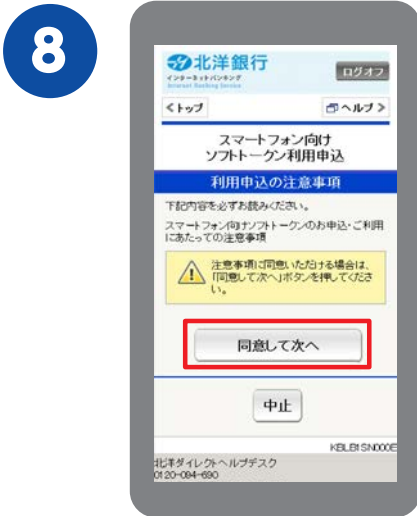 8
北洋銀行
インターネットバンキング
Internet Banking Service
ログオフ
<トップ
ヘルプ >
スマートフォン向け
ソフトトークン利用申込
利用申込の注意事項
下記内容を必ずお読みください。
スマートフォン向けソフトトークンのお申込・ご利用
にあたっての注意事項
注意事項に同意いただける場合は、
「同意して次へ」ボタンを押してくださ
い。
同意して次へ
中止
KBLB1SN000E
北洋ダイレクトヘルプデスク
0120-094-690